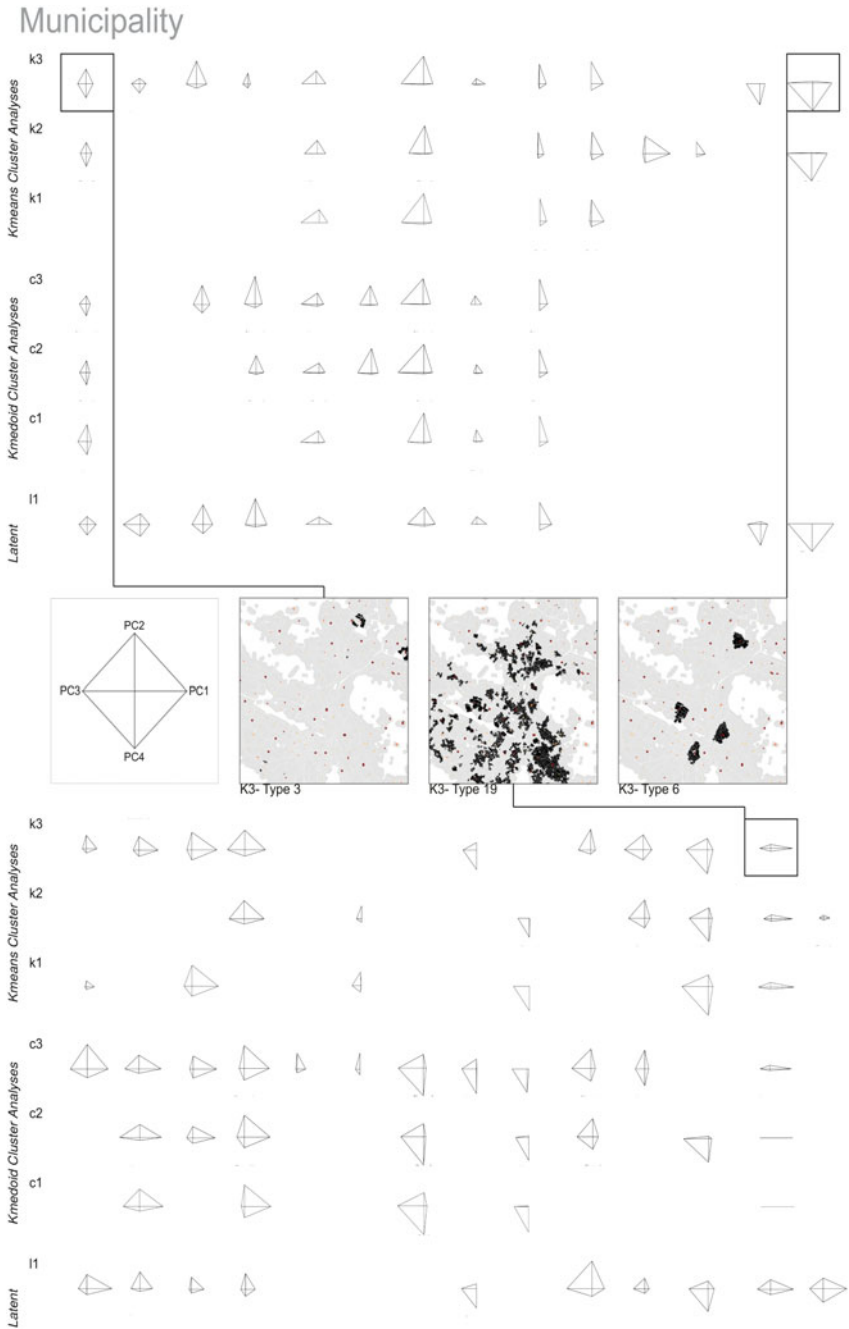 Municipality
k3
Kmeans Cluster Analyses
k2
k1
c3
Kmedoid Cluster Analyses
c2
c1
l1
Latent
PC2
PC3
PC1
PC4
K3- Type 3
K3- Type 19
K3- Type 6
k3
Kmeans Cluster Analyses
k2
k1
c3
Kmedoid Cluster Analyses
c2
c1
l1
Latent